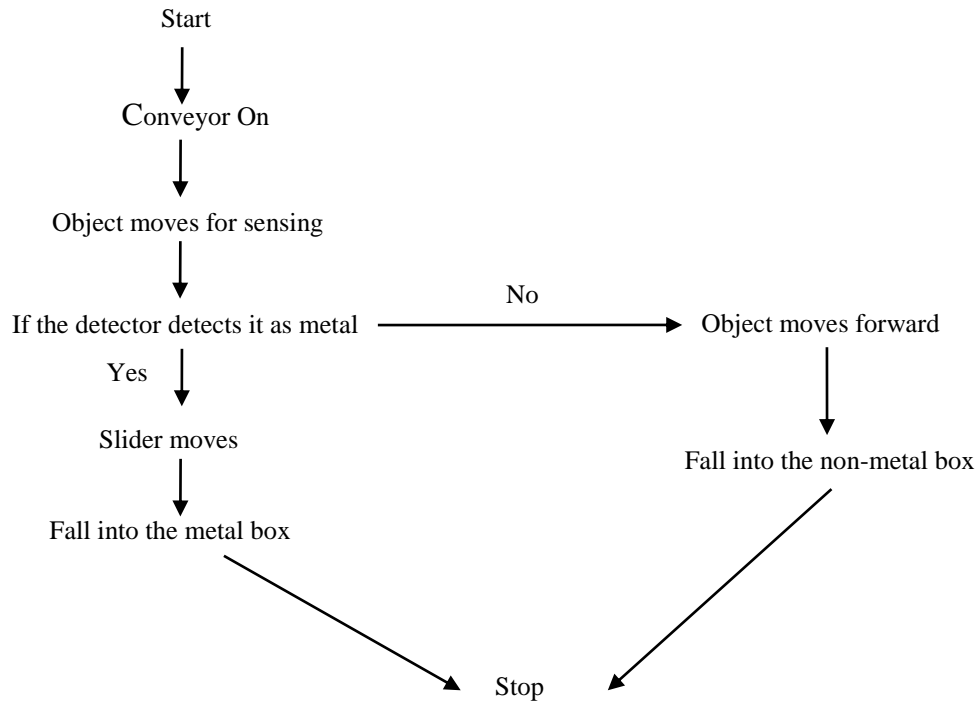 Start
Conveyor On
Object moves for sensing
If the detector detects it as metal
No
Object moves forward
Yes
Slider moves
Fall into the non-metal box
Fall into the metal box
Stop